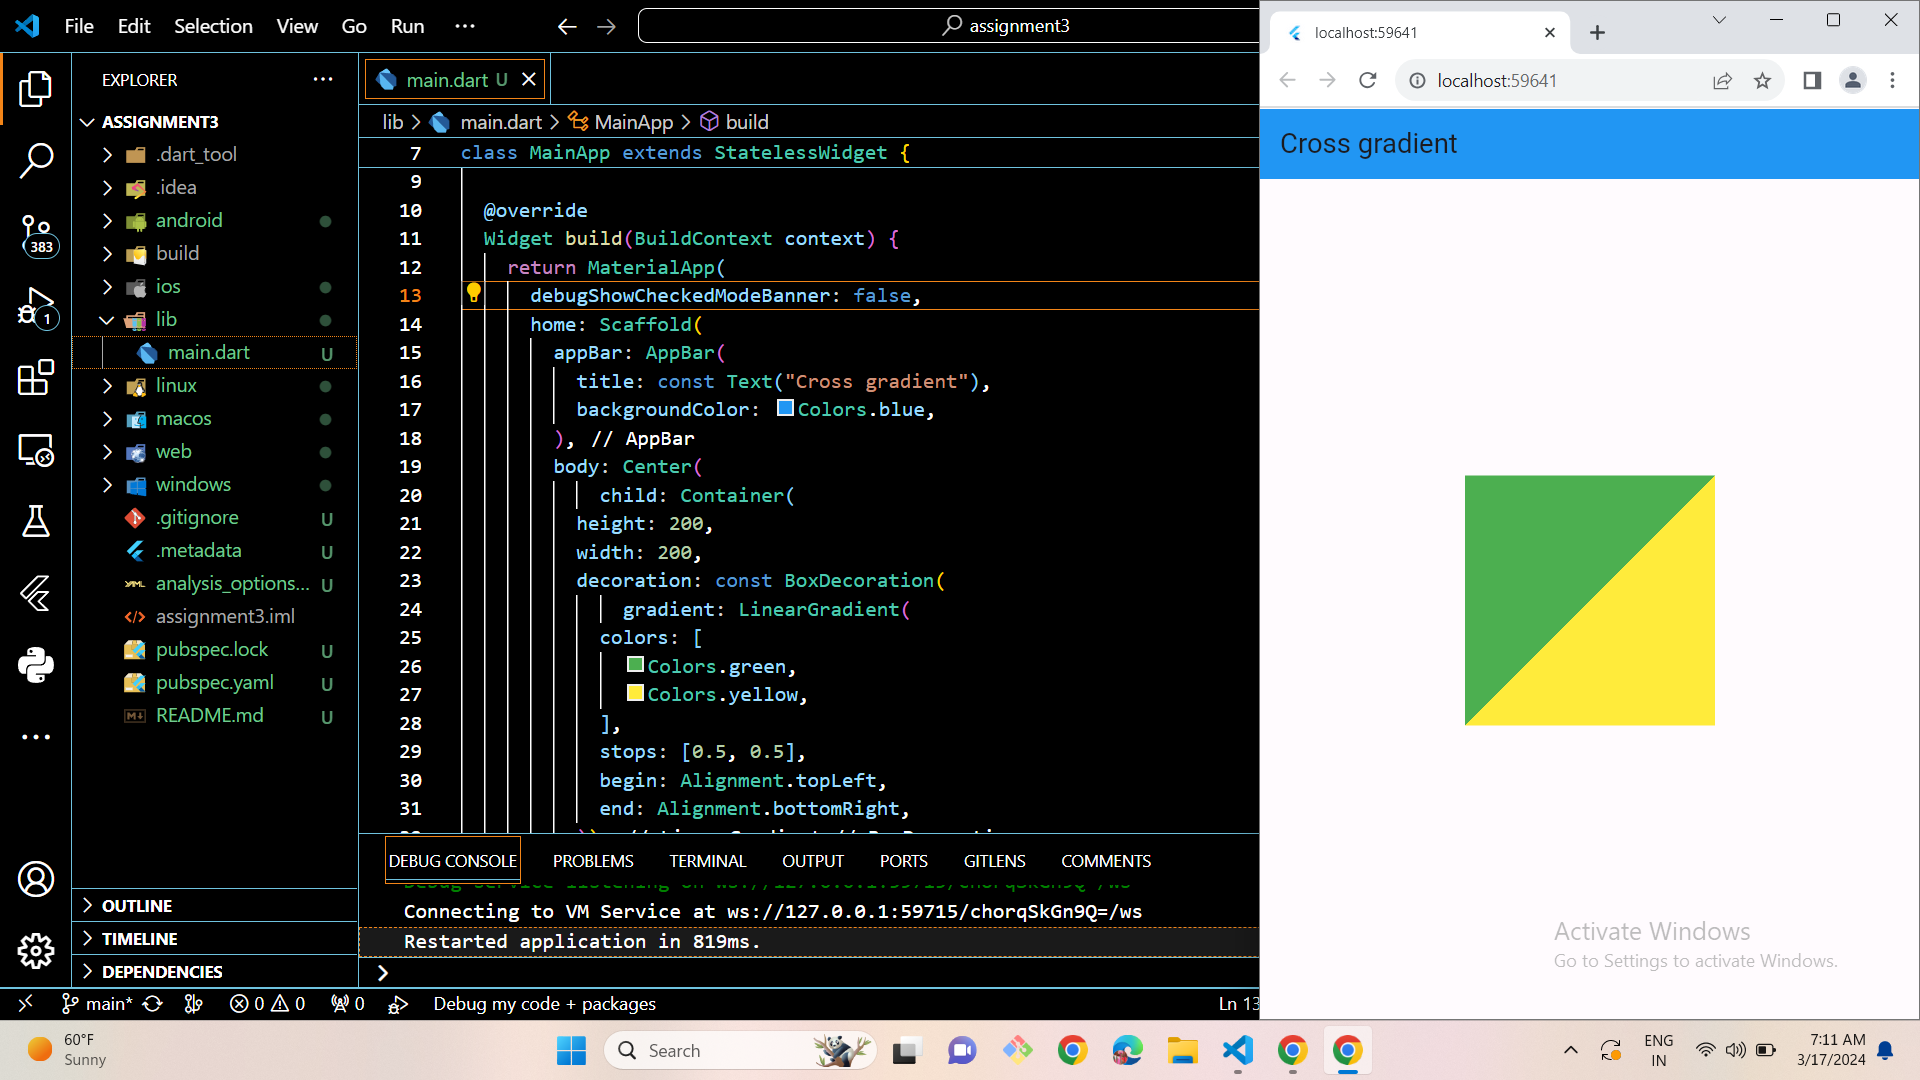 File Edit Selection View Go Run ···
assignment3
localhost:59641
localhost:59641
EXPLORER
ASSIGNMENT3
.dart_tool
.idea
android
build
ios
lib
main.dart U
linux
macos
web
windows
.gitignore U
.metadata U
analysis_options... U
assignment3.iml
pubspec.lock U
pubspec.yaml U
README.md U
OUTLINE
TIMELINE
DEPENDENCIES
383
1
main.dart U
lib > main.dart > MainApp > build
7 class MainApp extends StatelessWidget {
9
10 @override
11 Widget build(BuildContext context) {
12 return MaterialApp(
13 debugShowCheckedModeBanner: false,
14 home: Scaffold(
15 appBar: AppBar(
16 title: const Text("Cross gradient"),
17 backgroundColor: Colors.blue,
18 ), // AppBar
19 body: Center(
20 child: Container(
21 height: 200,
22 width: 200,
23 decoration: const BoxDecoration(
24 gradient: LinearGradient(
25 colors: [
26 Colors.green,
27 Colors.yellow,
28 ],
29 stops: [0.5, 0.5],
30 begin: Alignment.topLeft,
31 end: Alignment.bottomRight,
DEBUG CONSOLE PROBLEMS TERMINAL OUTPUT PORTS GITLENS COMMENTS
Connecting to VM Service at ws://127.0.0.1:59715/chorqSkGn9Q=/ws
Restarted application in 819ms.
main* 0 0 0 Debug my code + packages Ln 13
Cross gradient
Activate Windows
Go to Settings to activate Windows.
60°F
Sunny
Search
ENG
IN
7:11 AM
3/17/2024